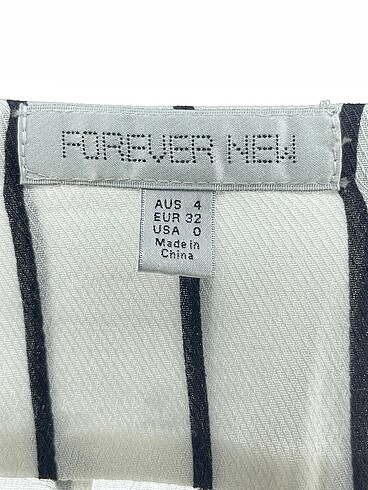 FOREVER NEW
AUS 4
EUR 32
USA 0
Made in
China